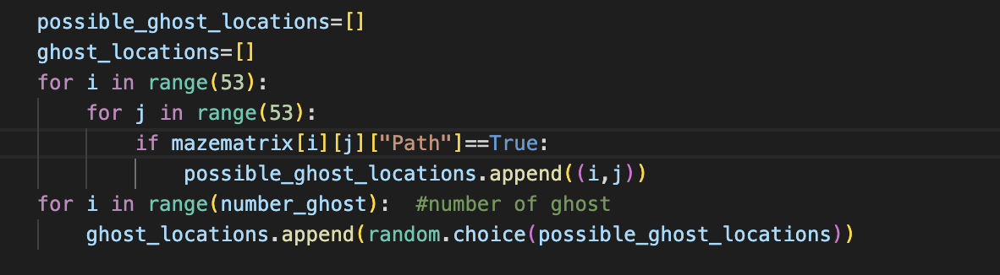 possible_ghost_locations=[]
ghost_locations=[]
for i in range(53):
    for j in range(53):
        if mazematrix[i][j]["Path"]==True:
            possible_ghost_locations.append((i,j))
for i in range(number_ghost):  #number of ghost
    ghost_locations.append(random.choice(possible_ghost_locations))